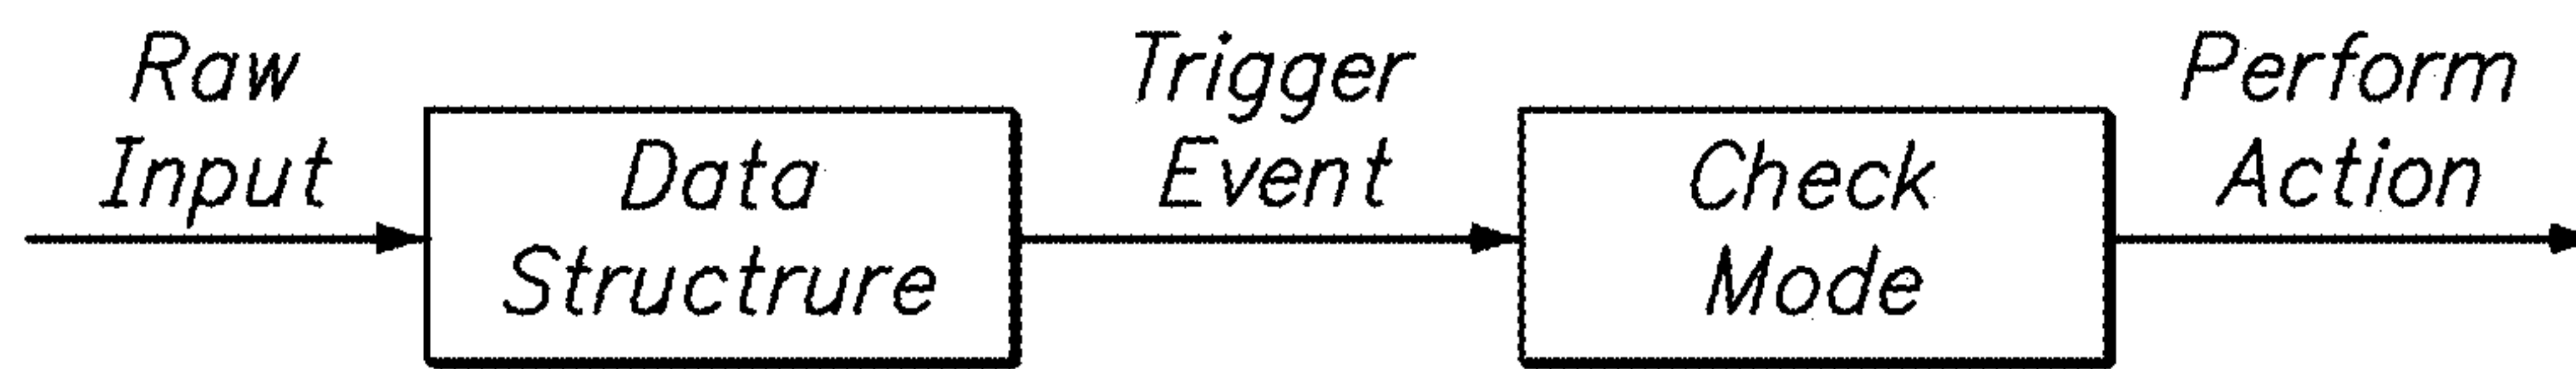 Raw
Input
Data
Structrure
Trigger
Event
Check
Mode
Perform
Action